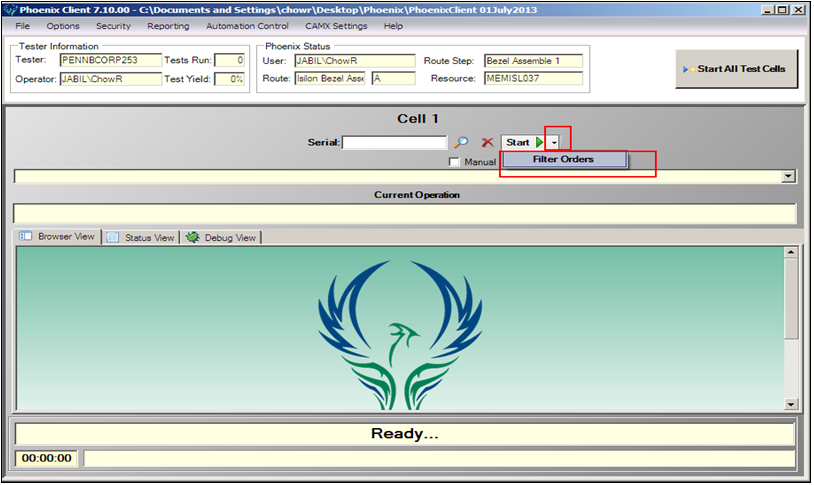 Phoenix Client 7.10.00 - C:\Documents and Settings\chowr\Desktop\Phoenix\PhoenixClient 01July2013
File Options Security Reporting Automation Control CAMX Settings Help
Tester Information
Tester: PENNBCORP253 Tests Run: 0
Operator: JABIL\ChowR Test Yield: 0%
Phoenix Status
User: JABIL\ChowR Route Step: Bezel Assemble 1
Route: Isilon Bezel Asse A Resource: MEMISL037
Start All Test Cells
Cell 1
Serial: Start
Manual Filter Orders
Current Operation
Browser View Status View Debug View
Ready...
00:00:00